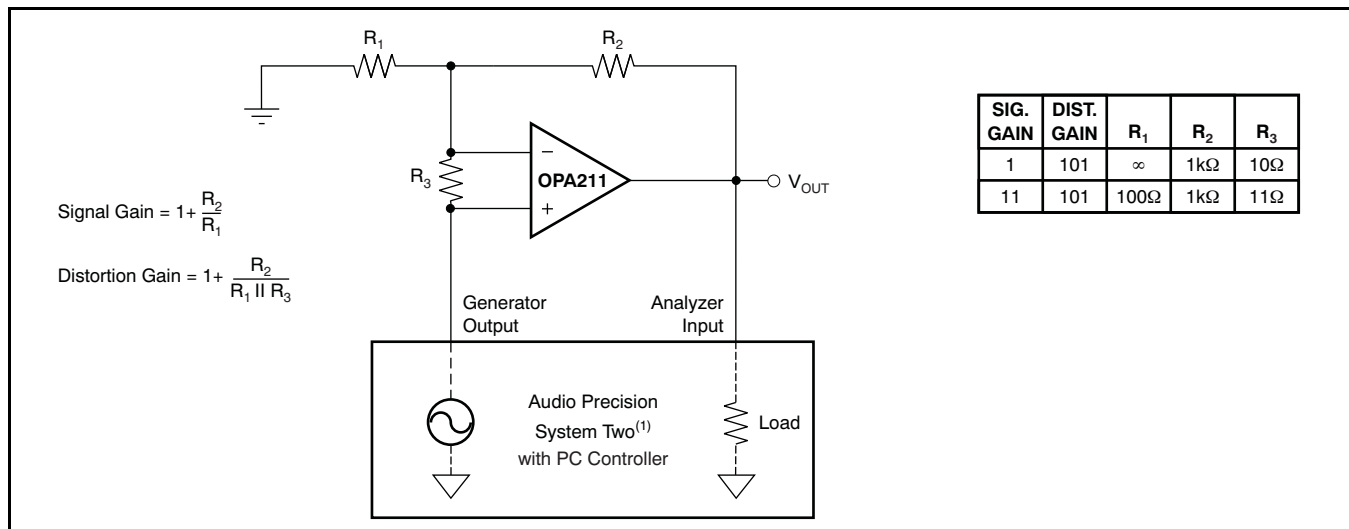 R1
R2
R3
−
+
OPA211
VOUT
Signal Gain = 1+ R2
R1
Distortion Gain = 1+ R2
R1 II R3
Generator
Output
Analyzer
Input
Audio Precision
System Two(1)
with PC Controller
Load
SIG. GAIN DIST. GAIN R1 R2 R3
1 101 ∞ 1kΩ 10Ω
11 101 100Ω 1kΩ 11Ω